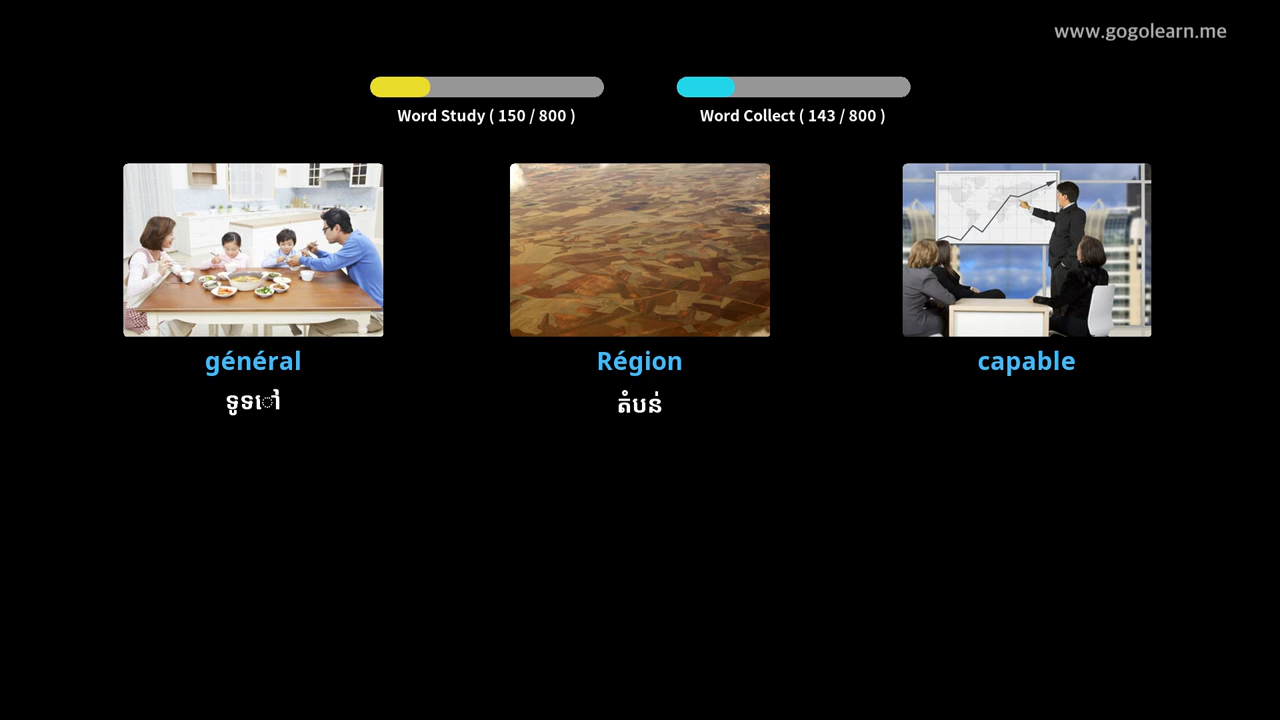 www.gogolearn.me
Word Study ( 150 / 800 )
Word Collect ( 143 / 800 )
général
Région
capable
ទូទៅ
តំបន់